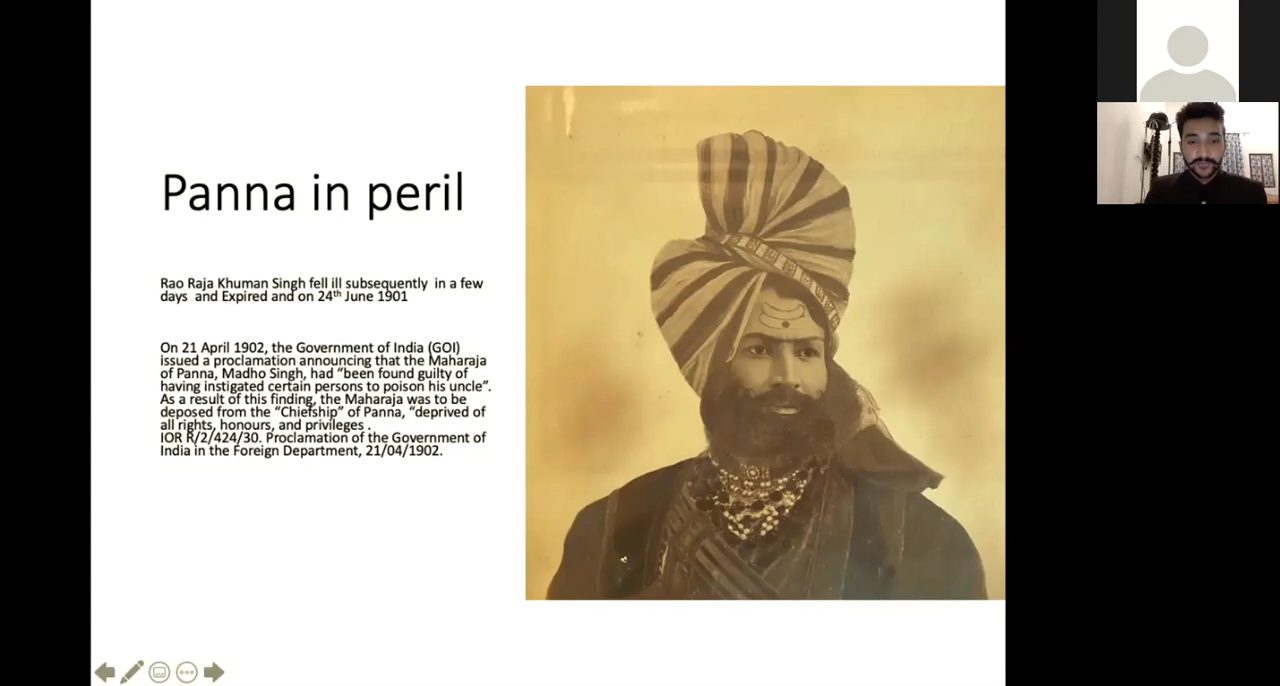 Panna in peril
Rao Raja Khuman Singh fell ill subsequently  in a few
days  and Expired and on 24th June 1901
On 21 April 1902, the Government of India (GOI)
issued a proclamation announcing that the Maharaja
of Panna, Madho Singh, had “been found guilty of
having instigated certain persons to poison his uncle”.
As a result of this finding, the Maharaja was to be
deposed from the “Chiefship” of Panna, “deprived of
all rights, honours, and privileges .
IOR R/2/424/30. Proclamation of the Government of
India in the Foreign Department, 21/04/1902.